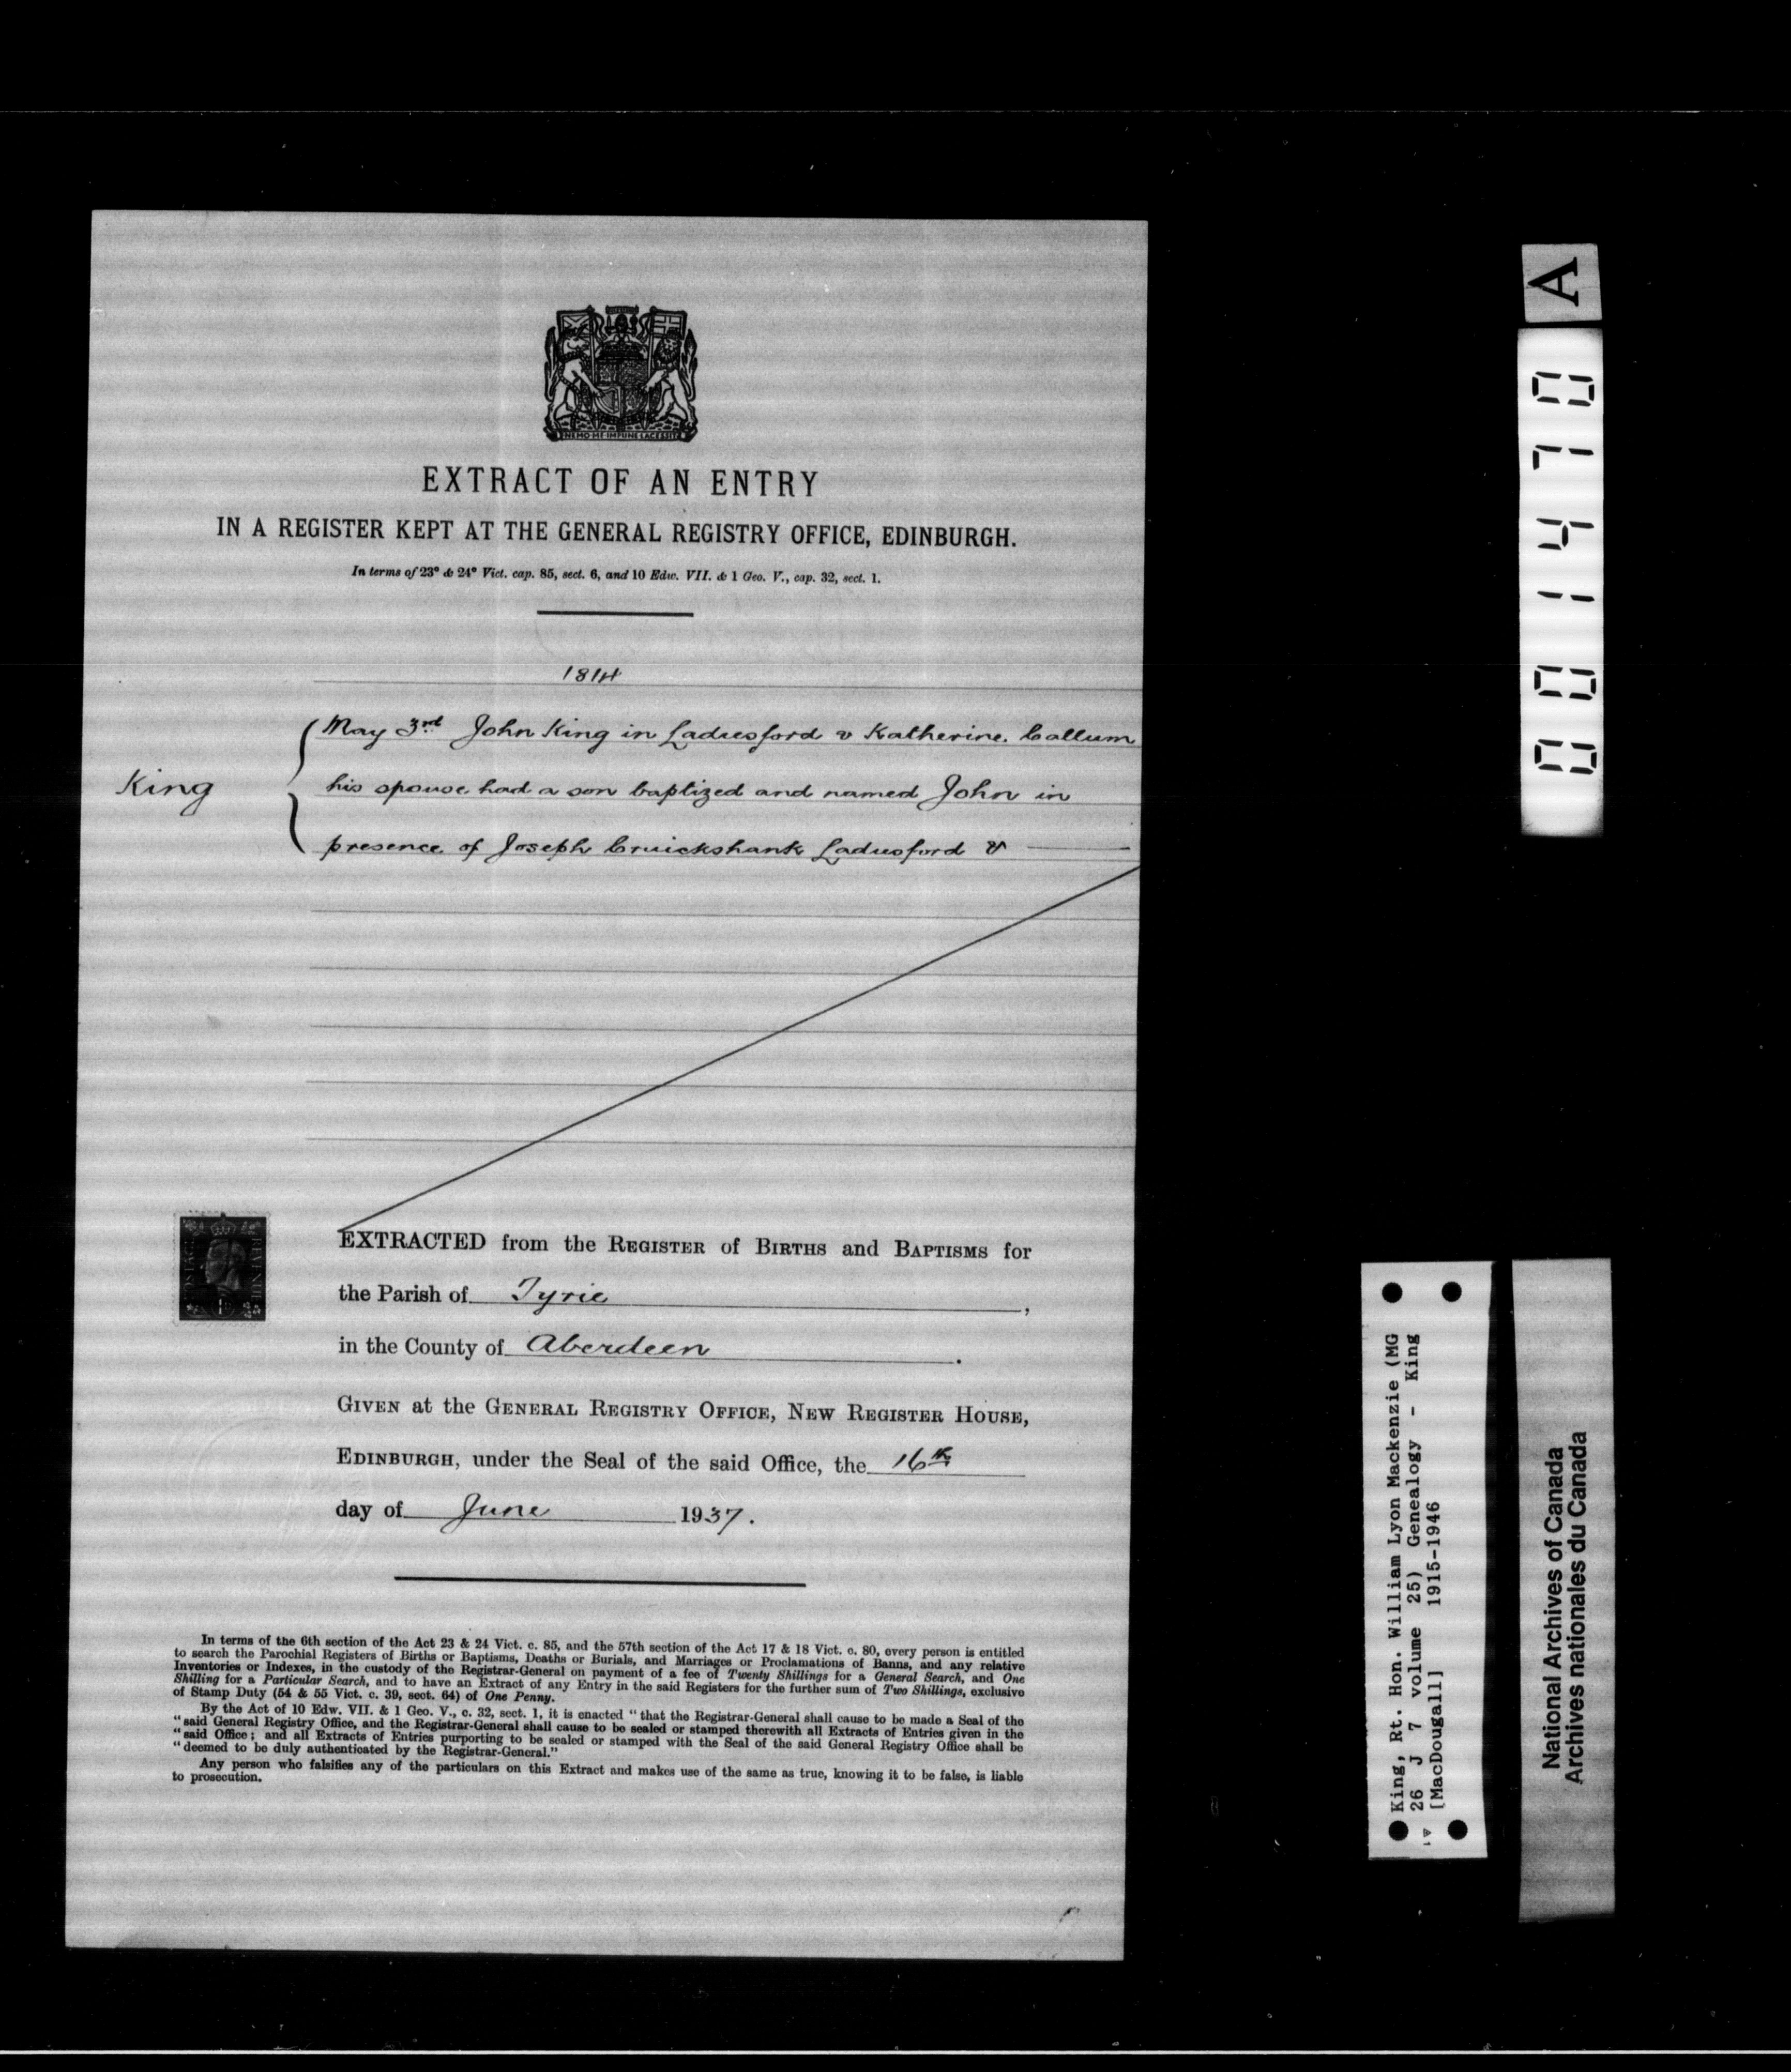 NEMO ME IMPUNE LACESSIT
EXTRACT OF AN ENTRY
IN A REGISTER KEPT AT THE GENERAL REGISTRY OFFICE, EDINBURGH.
In terms of 23° & 24° Vict. cap. 85, sect. 6, and 10 Edw. VII. & 1 Geo. V., cap. 32, sect. 1.
1814
King
May 3rd John King in Ladiesford & Katherine Callum
his spouse had a son baptized and named John in
presence of Joseph Cruickshank Ladiesford &
POSTAGE REVENUE
1D
EXTRACTED from the REGISTER of BIRTHS and BAPTISMS for
the Parish of Tyrie,
in the County of Aberdeen.
GIVEN at the GENERAL REGISTRY OFFICE, NEW REGISTER HOUSE,
EDINBURGH, under the Seal of the said Office, the 16th
day of June 1937.
In terms of the 6th section of the Act 23 & 24 Vict. c. 85, and the 57th section of the Act 17 & 18 Vict. c. 80, every person is entitled
to search the Parochial Registers of Births or Baptisms, Deaths or Burials, and Marriages or Proclamations of Banns, and any relative
Inventories or Indexes, in the custody of the Registrar-General on payment of a fee of Twenty Shillings for a General Search, and One
Shilling for a Particular Search, and to have an Extract of any Entry in the said Registers for the further sum of Two Shillings, exclusive
of Stamp Duty (54 & 55 Vict. c. 39, sect. 64) of One Penny.
By the Act of 10 Edw. VII. & 1 Geo. V., c. 32, sect. 1, it is enacted "that the Registrar-General shall cause to be made a Seal of the
"said General Registry Office, and the Registrar-General shall cause to be sealed or stamped therewith all Extracts of Entries given in the
"said Office; and all Extracts of Entries purporting to be sealed or stamped with the Seal of the said General Registry Office shall be
"deemed to be duly authenticated by the Registrar-General."
Any person who falsifies any of the particulars on this Extract and makes use of the same as true, knowing it to be false, is liable
to prosecution.
001470 A
King, Rt. Hon. William Lyon Mackenzie (MG
26 J 7 volume 25) Genealogy - King
[MacDougall] 1915-1946
National Archives of Canada
Archives nationales du Canada